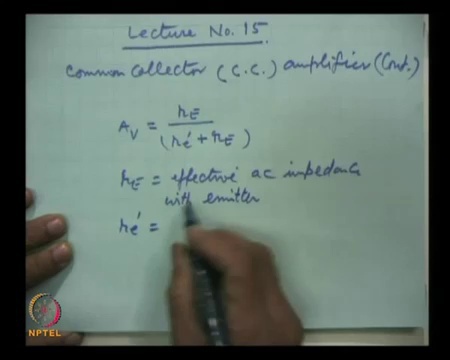 Lecture No. 15.
Common Collector (C.C.) amplifier (Cont.)
A_V = r_E / (r_e' + r_E)
r_E = effective ac impedance
with emitter
r_e' =
NPTEL